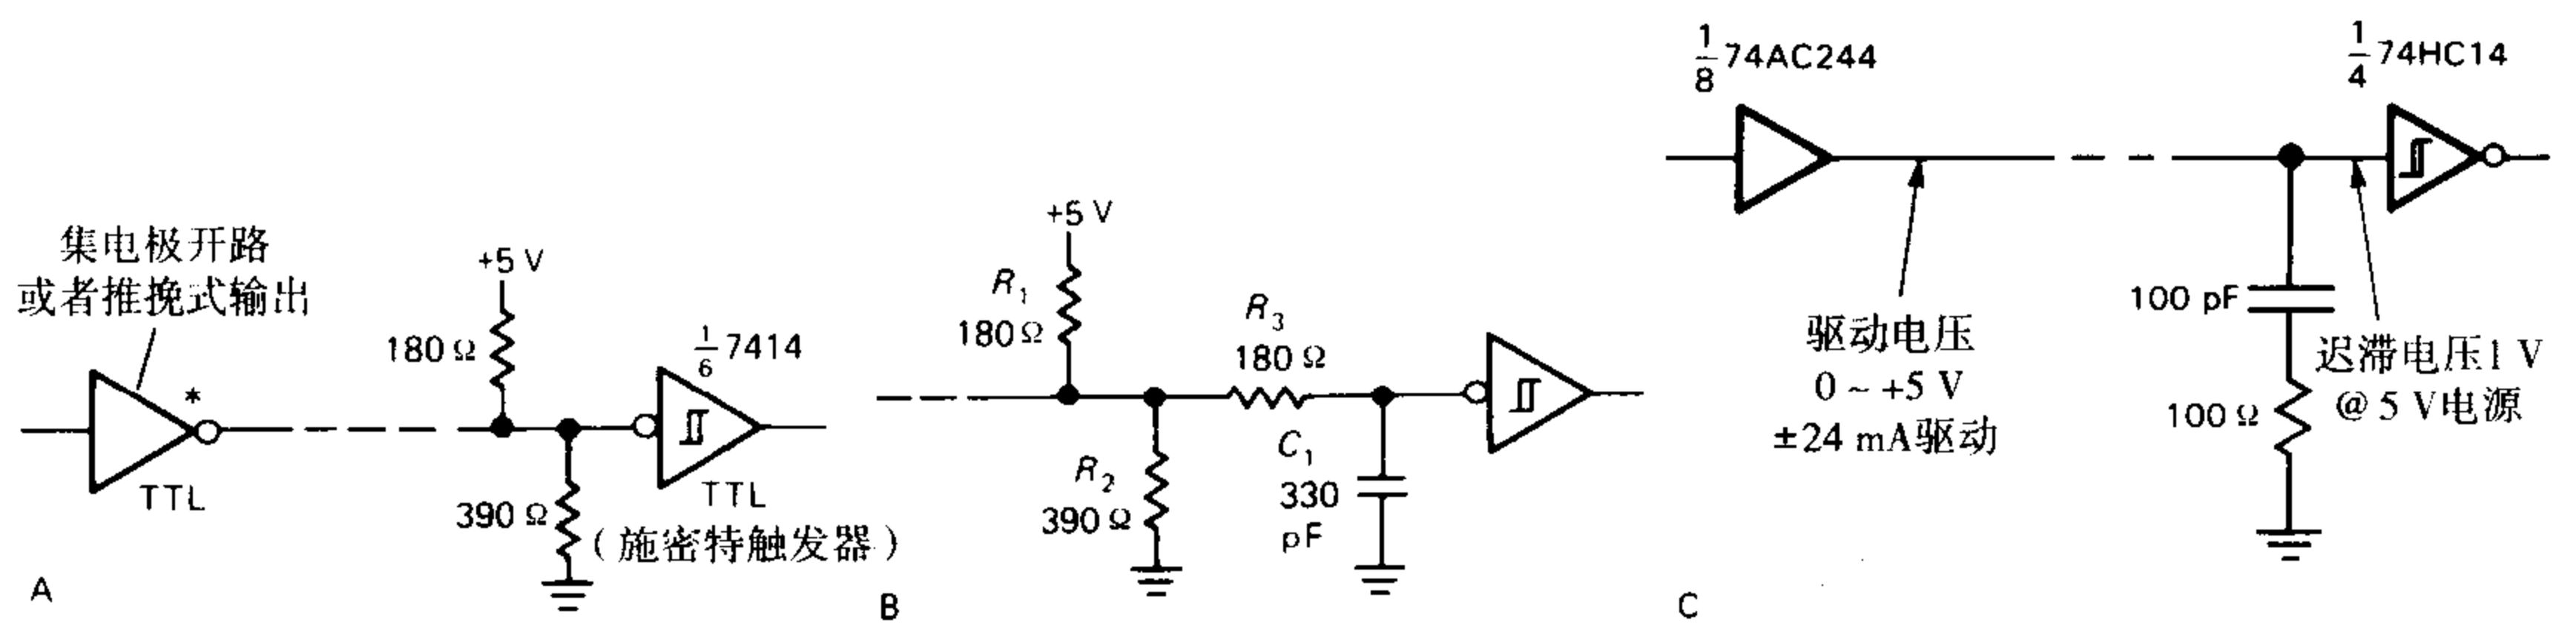 集电极开路
或者推挽式输出
*
TTL
+5 V
180 Ω
390 Ω
1/6 7414
TTL
(施密特触发器)
A
+5 V
R1
180 Ω
R3
180 Ω
R2
390 Ω
C1
330
pF
B
1/8 74AC244
驱动电压
0 ~ +5 V
±24 mA驱动
1/4 74HC14
100 pF
100 Ω
迟滞电压1 V
@ 5 V电源
C